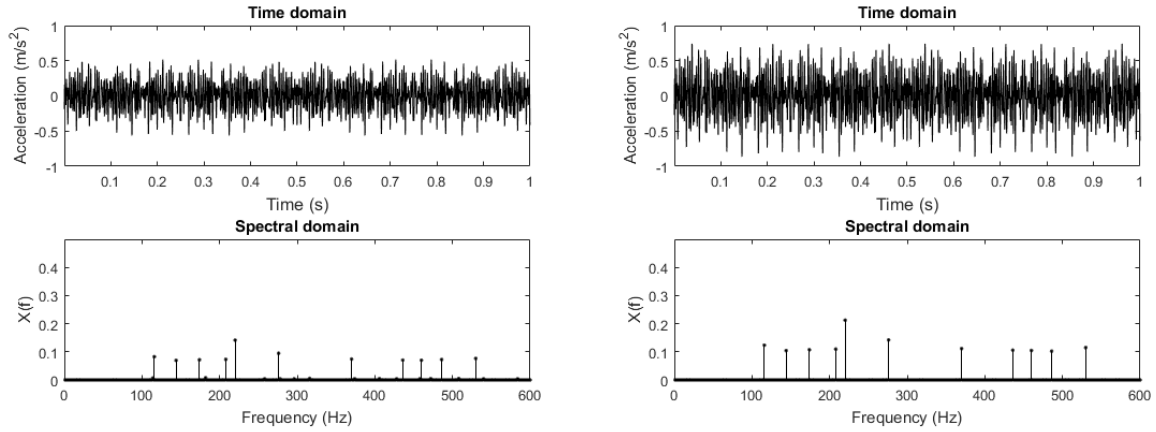 Time domain
Acceleration (m/s2)
1
0.5
0
-0.5
-1
0.1 0.2 0.3 0.4 0.5 0.6 0.7 0.8 0.9 1
Time (s)
Spectral domain
X(f)
0.4
0.3
0.2
0.1
0
0 100 200 300 400 500 600
Frequency (Hz)
Time domain
Acceleration (m/s2)
1
0.5
0
-0.5
-1
0.1 0.2 0.3 0.4 0.5 0.6 0.7 0.8 0.9 1
Time (s)
Spectral domain
X(f)
0.4
0.3
0.2
0.1
0
0 100 200 300 400 500 600
Frequency (Hz)